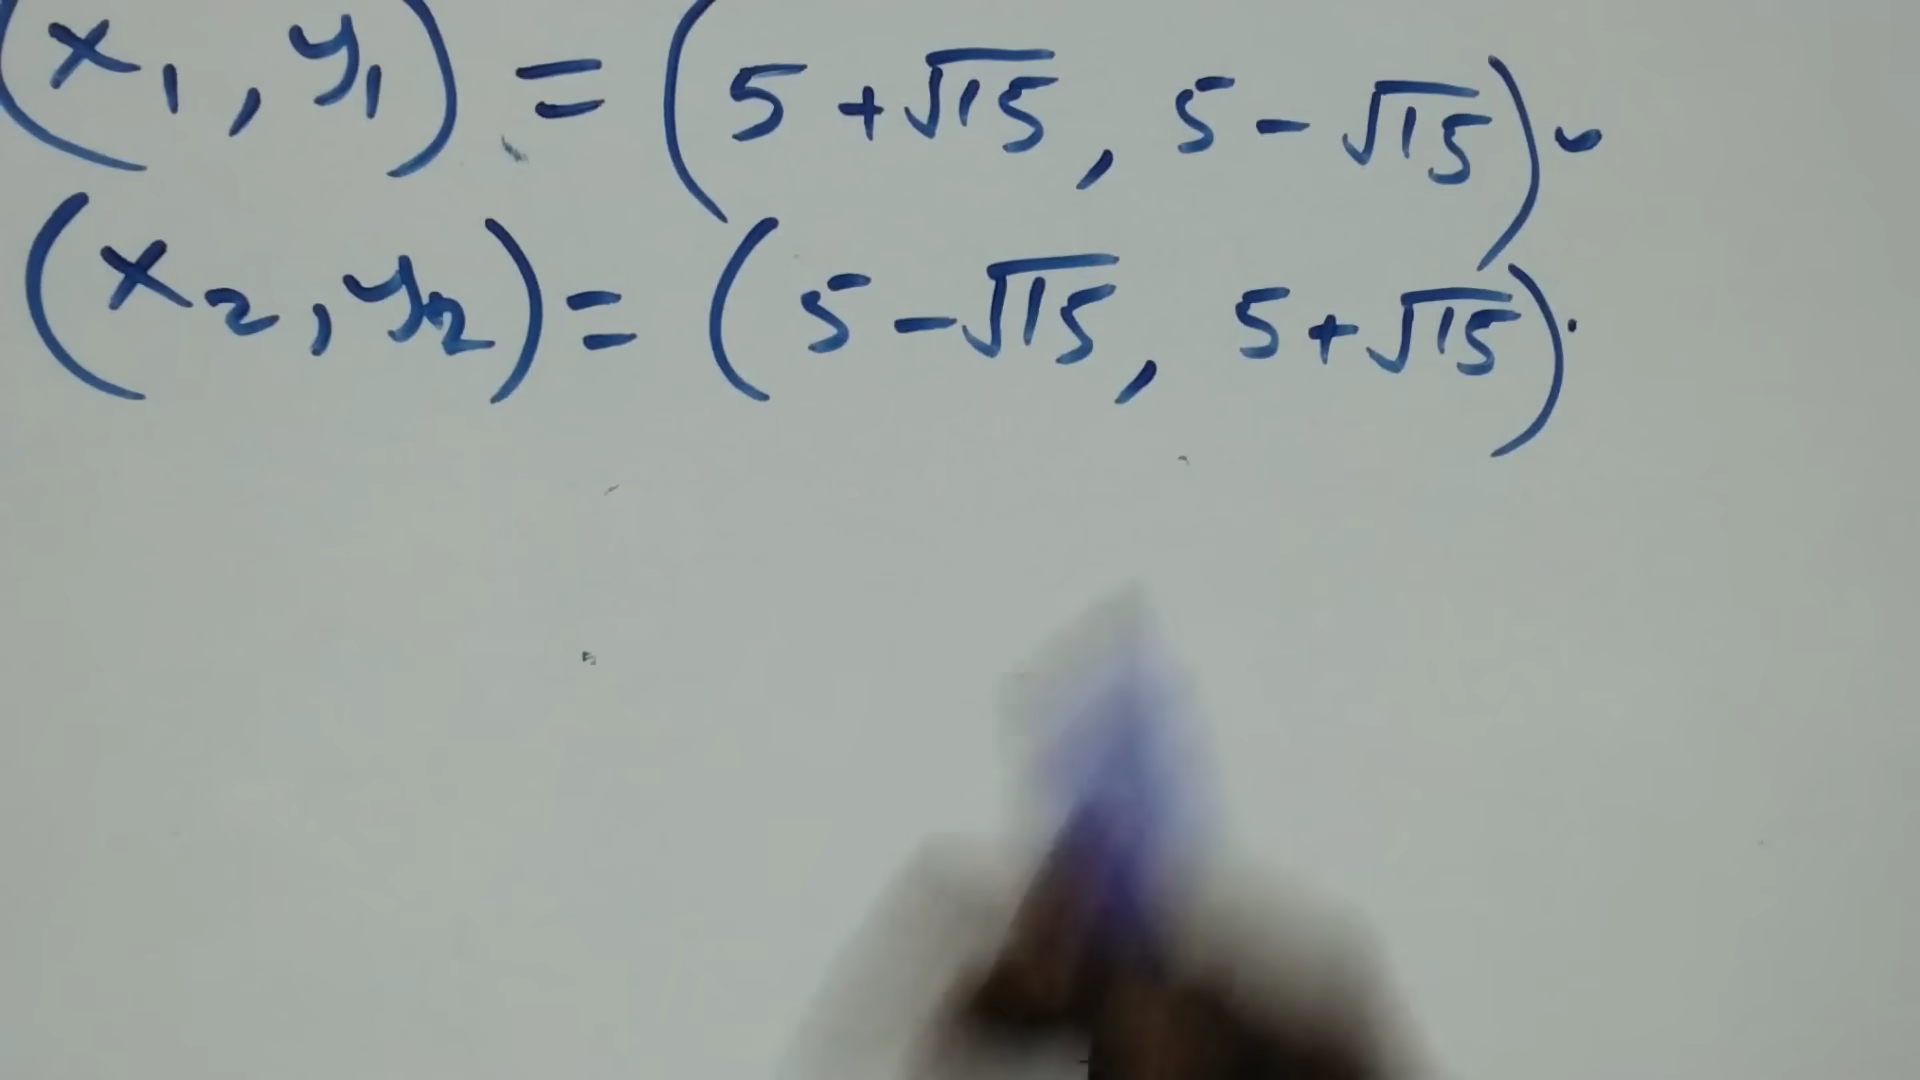 (x₁, y₁) = (5 + √15, 5 - √15).
(x₂, y₂) = (5 - √15, 5 + √15).